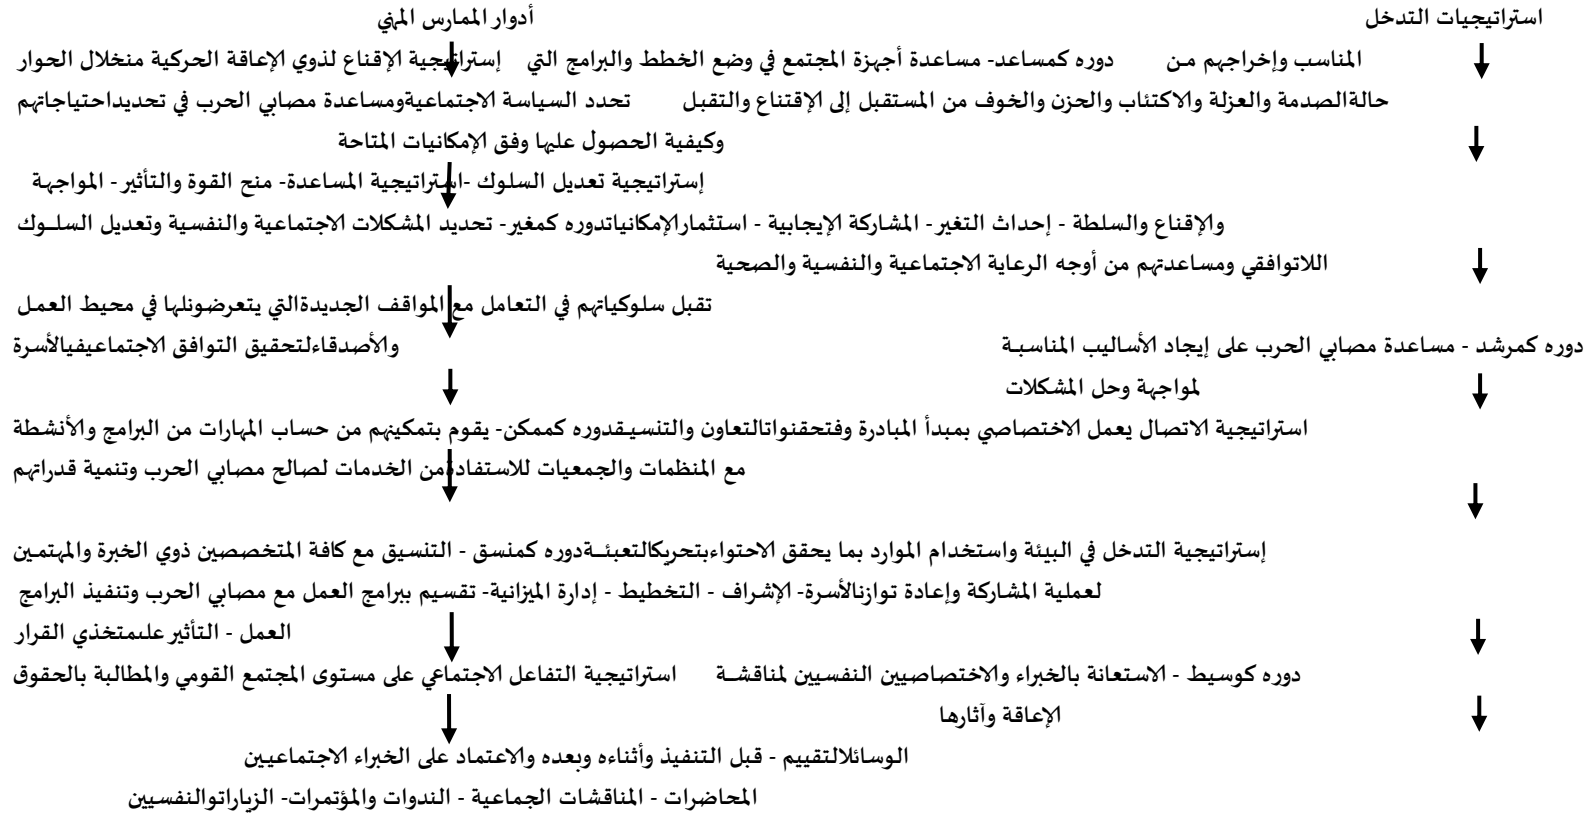 استراتيجيات التدخل أدوار الممارس المهني
المناسب وإخراجهم من دوره كمساعد- مساعدة أجهزة المجتمع في وضع الخطط والبرامج التي إستراتيجية الإقناع لذوي الإعاقة الحركية منخلال الحوار
حالةالصدمة والعزلة والاكتئاب والحزن والخوف من المستقبل إلى الإقتناع والتقبل تحدد السياسة الاجتماعيةومساعدة مصابي الحرب في تحديداحتياجاتهم
وكيفية الحصول عليها وفق الإمكانيات المتاحة
إستراتيجية تعديل السلوك -استراتيجية المساعدة- منح القوة والتأثير - المواجهة
والإقناع والسلطة - إحداث التغير - المشاركة الإيجابية - استثمارالإمكانياتدوره كمغير- تحديد المشكلات الاجتماعية والنفسية وتعديل السلوك
اللاتوافقي ومساعدتهم من أوجه الرعاية الاجتماعية والنفسية والصحية
تقبل سلوكياتهم في التعامل مع المواقف الجديدةالتي يتعرضونلها في محيط العمل
دوره كمرشد - مساعدة مصابي الحرب على إيجاد الأساليب المناسبة والأصدقاءلتحقيق التوافق الاجتماعيفيالأسرة
لمواجهة وحل المشكلات
استراتيجية الاتصال يعمل الاختصاصي بمبدأ المبادرة وفتحقنواتالتعاون والتنسيقدوره كممكن- يقوم بتمكينهم من حساب المهارات من البرامج والأنشطة
مع المنظمات والجمعيات للاستفادةمن الخدمات لصالح مصابي الحرب وتنمية قدراتهم
إستراتيجية التدخل في البيئة واستخدام الموارد بما يحقق الاحتواءبتحريكالتعبئةدوره كمنسق - التنسيق مع كافة المتخصصين ذوي الخبرة والمهتمين
لعملية المشاركة وإعادة توازنالأسرة- الإشراف - التخطيط - إدارة الميزانية- تقسيم ببرامج العمل مع مصابي الحرب وتنفيذ البرامج
العمل - التأثير علىمتخذي القرار
دوره كوسيط - الاستعانة بالخبراء والاختصاصيين النفسيين لمناقشة استراتيجية التفاعل الاجتماعي على مستوى المجتمع القومي والمطالبة بالحقوق
الإعاقة وآثارها
الوسائلالتقييم - قبل التنفيذ وأثناءه وبعده والاعتماد على الخبراء الاجتماعيين
المحاضرات - المناقشات الجماعية - الندوات والمؤتمرات- الزياراتوالنفسيين